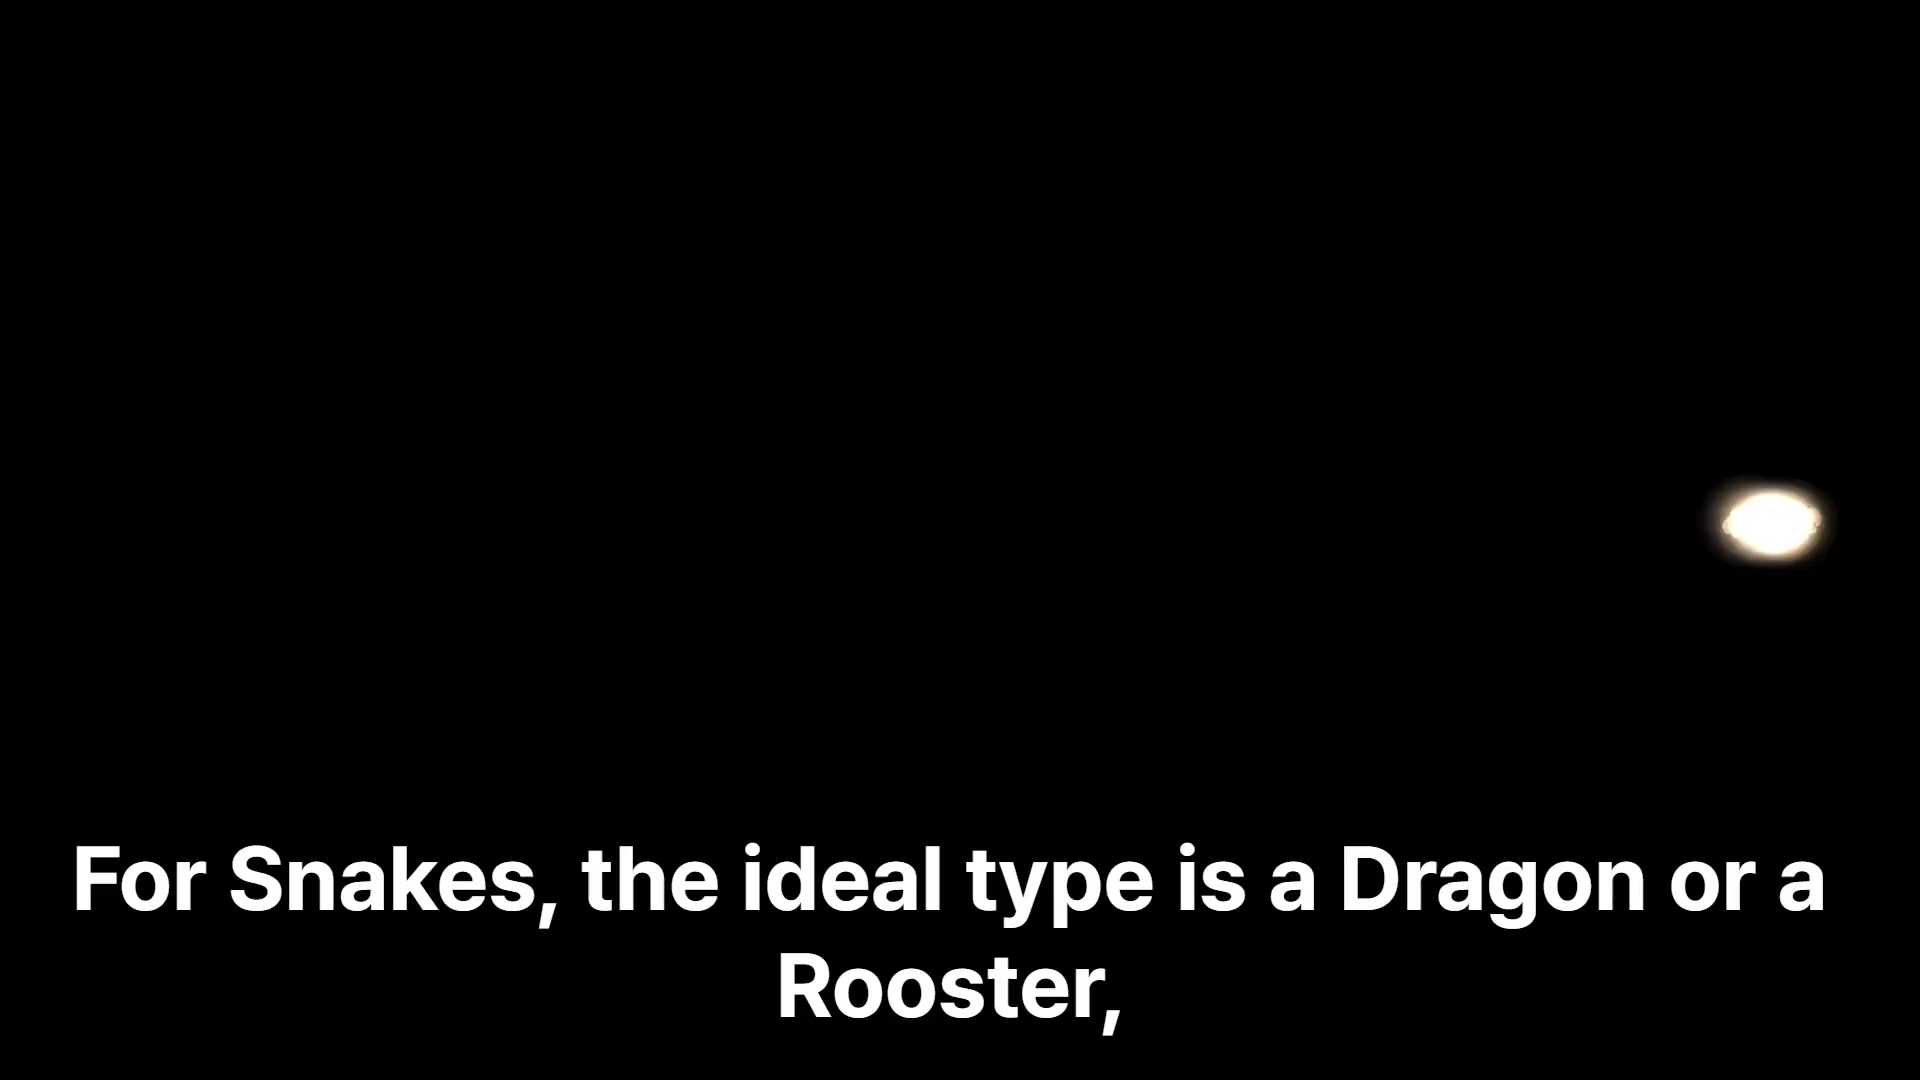 For Snakes, the ideal type is a Dragon or a
Rooster,